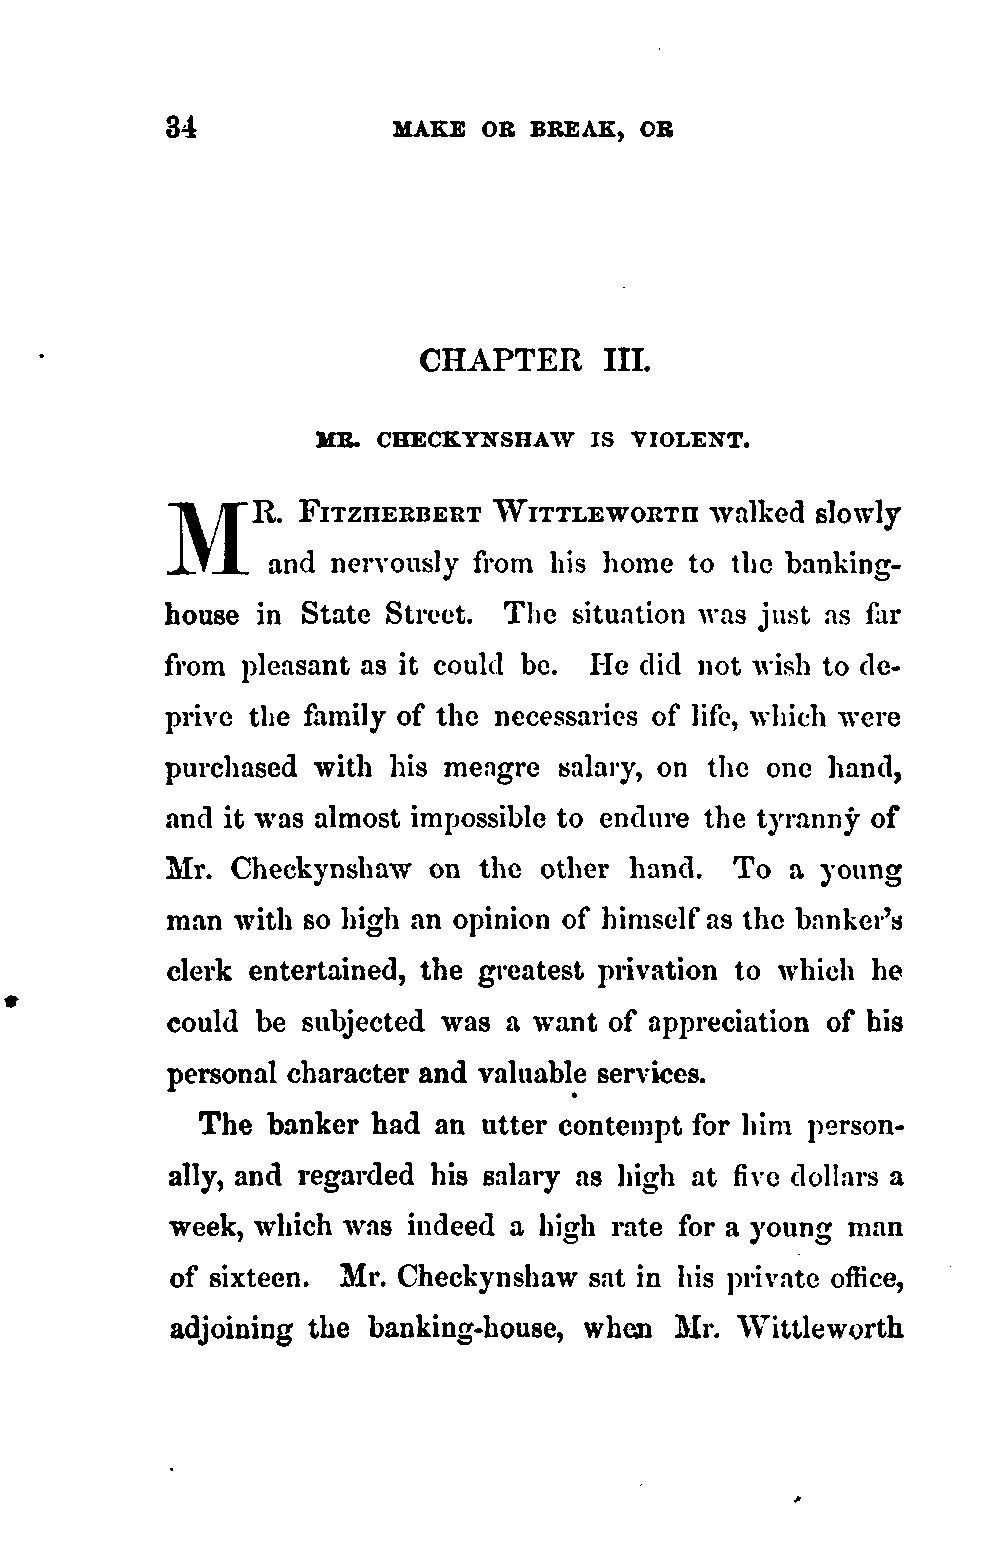 34 MAKE OR BREAK, OR
CHAPTER III.
MR. CHECKYNSHAW IS VIOLENT.
MR. FITZHERBERT WITTLEWORTH walked slowly
and nervously from his home to the banking-
house in State Street. The situation was just as far
from pleasant as it could be. He did not wish to de-
prive the family of the necessaries of life, which were
purchased with his meagre salary, on the one hand,
and it was almost impossible to endure the tyranny of
Mr. Checkynshaw on the other hand. To a young
man with so high an opinion of himself as the banker's
clerk entertained, the greatest privation to which he
could be subjected was a want of appreciation of his
personal character and valuable services.
The banker had an utter contempt for him person-
ally, and regarded his salary as high at five dollars a
week, which was indeed a high rate for a young man
of sixteen. Mr. Checkynshaw sat in his private office,
adjoining the banking-house, when Mr. Wittleworth